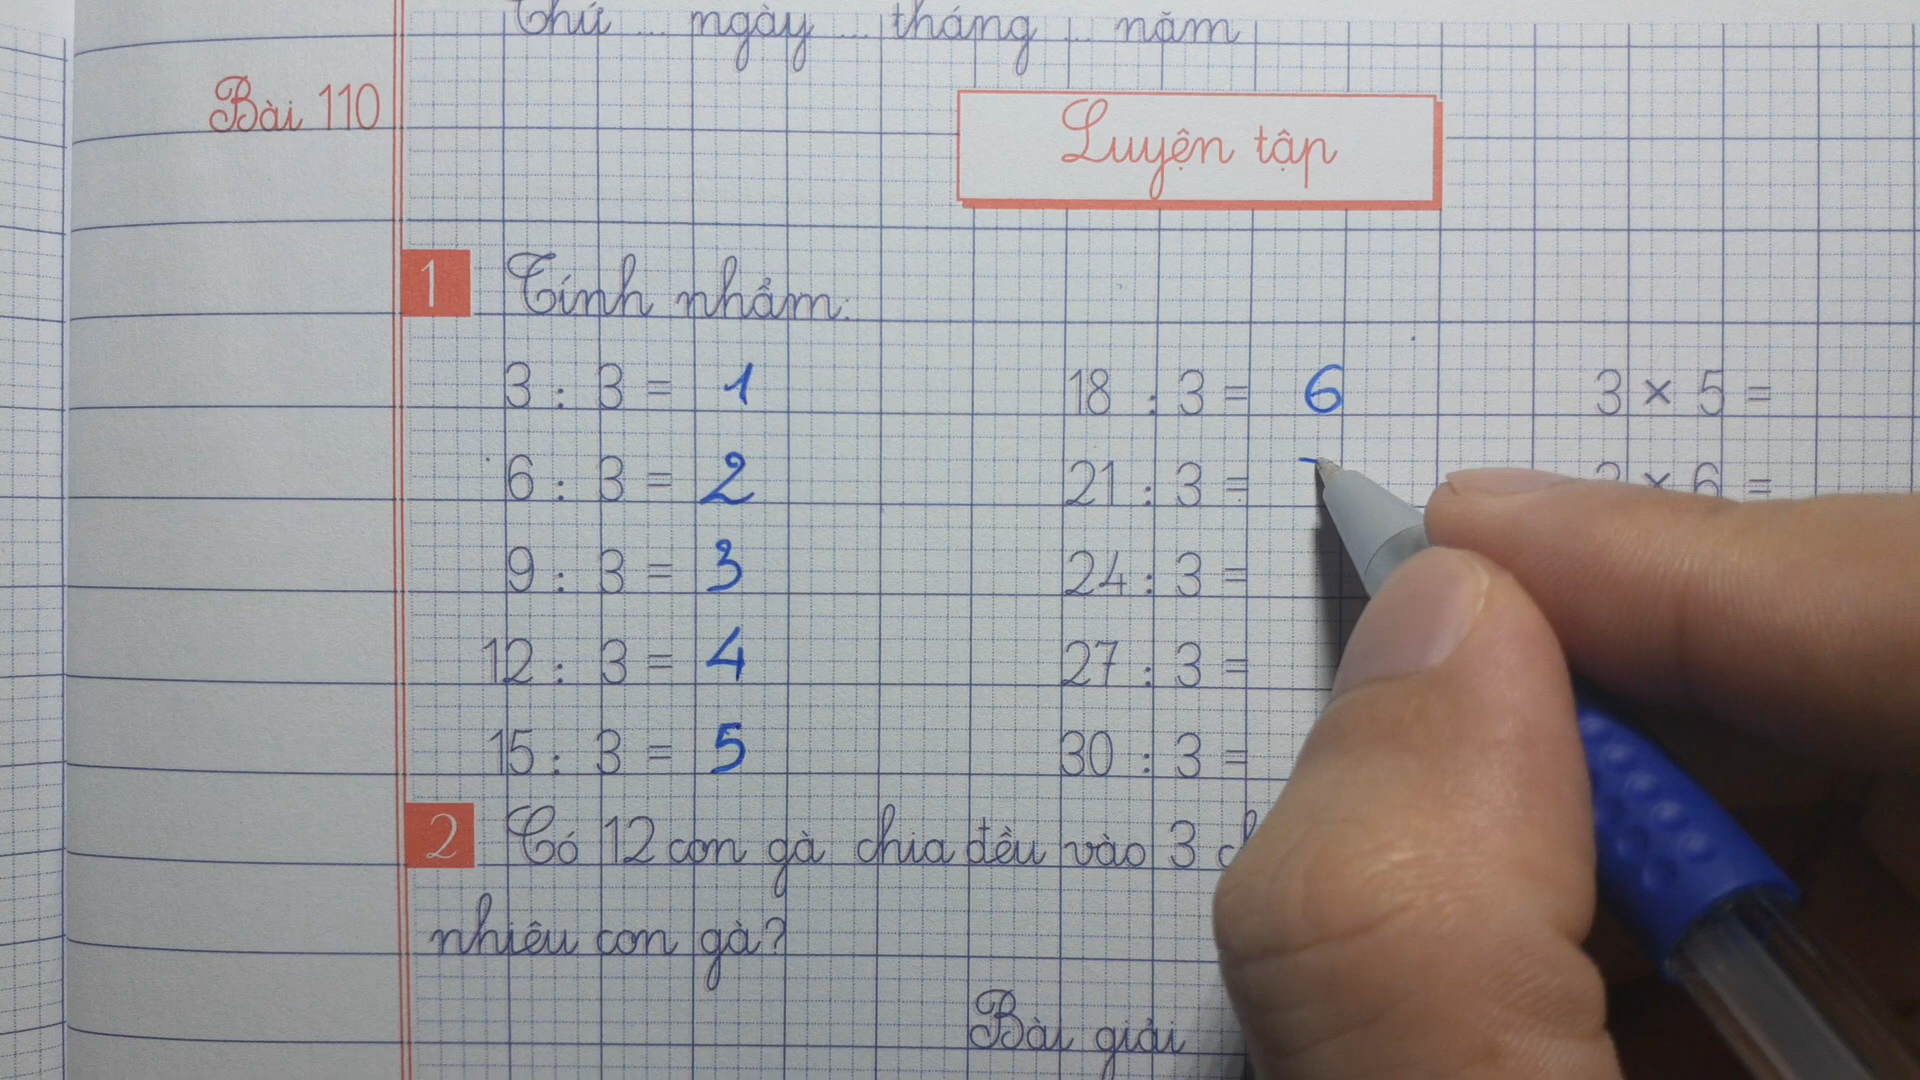 Thứ ... ngày ... tháng ... năm
Bài 110
Luyện tập
1 Tính nhẩm:
3 : 3 = 1 18 : 3 = 6 3 × 5 =
6 : 3 = 2 21 : 3 = × 6 =
9 : 3 = 3 24 : 3 =
12 : 3 = 4 27 : 3 =
15 : 3 = 5 30 : 3 =
2 Có 12 con gà chia đều vào 3
nhiêu con gà?
Bài giải